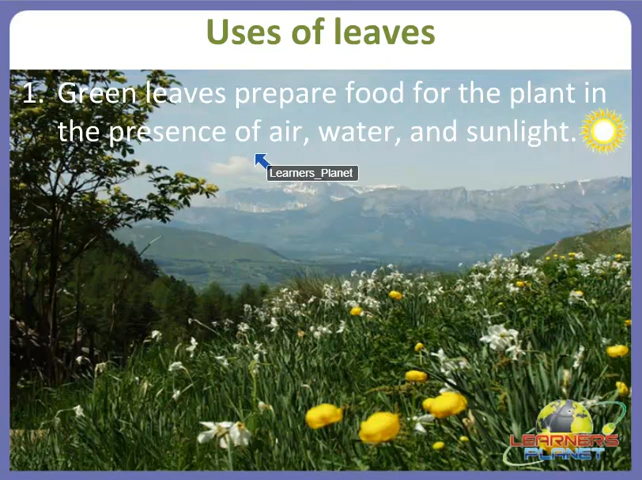 Uses of leaves
1. Green leaves prepare food for the plant in
the presence of air, water, and sunlight.
Learners_Planet
LEARNERS
PLANET